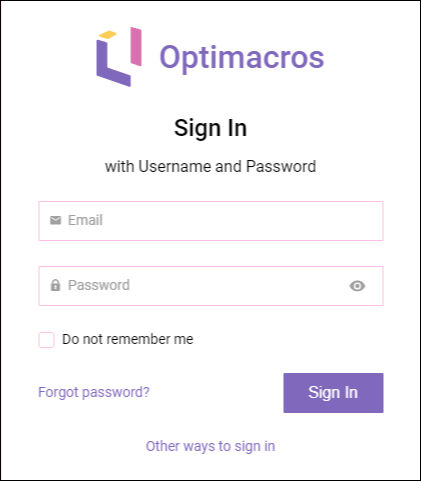 Optimacros
Sign In
with Username and Password
Email
Password
Do not remember me
Forgot password?
Sign In
Other ways to sign in